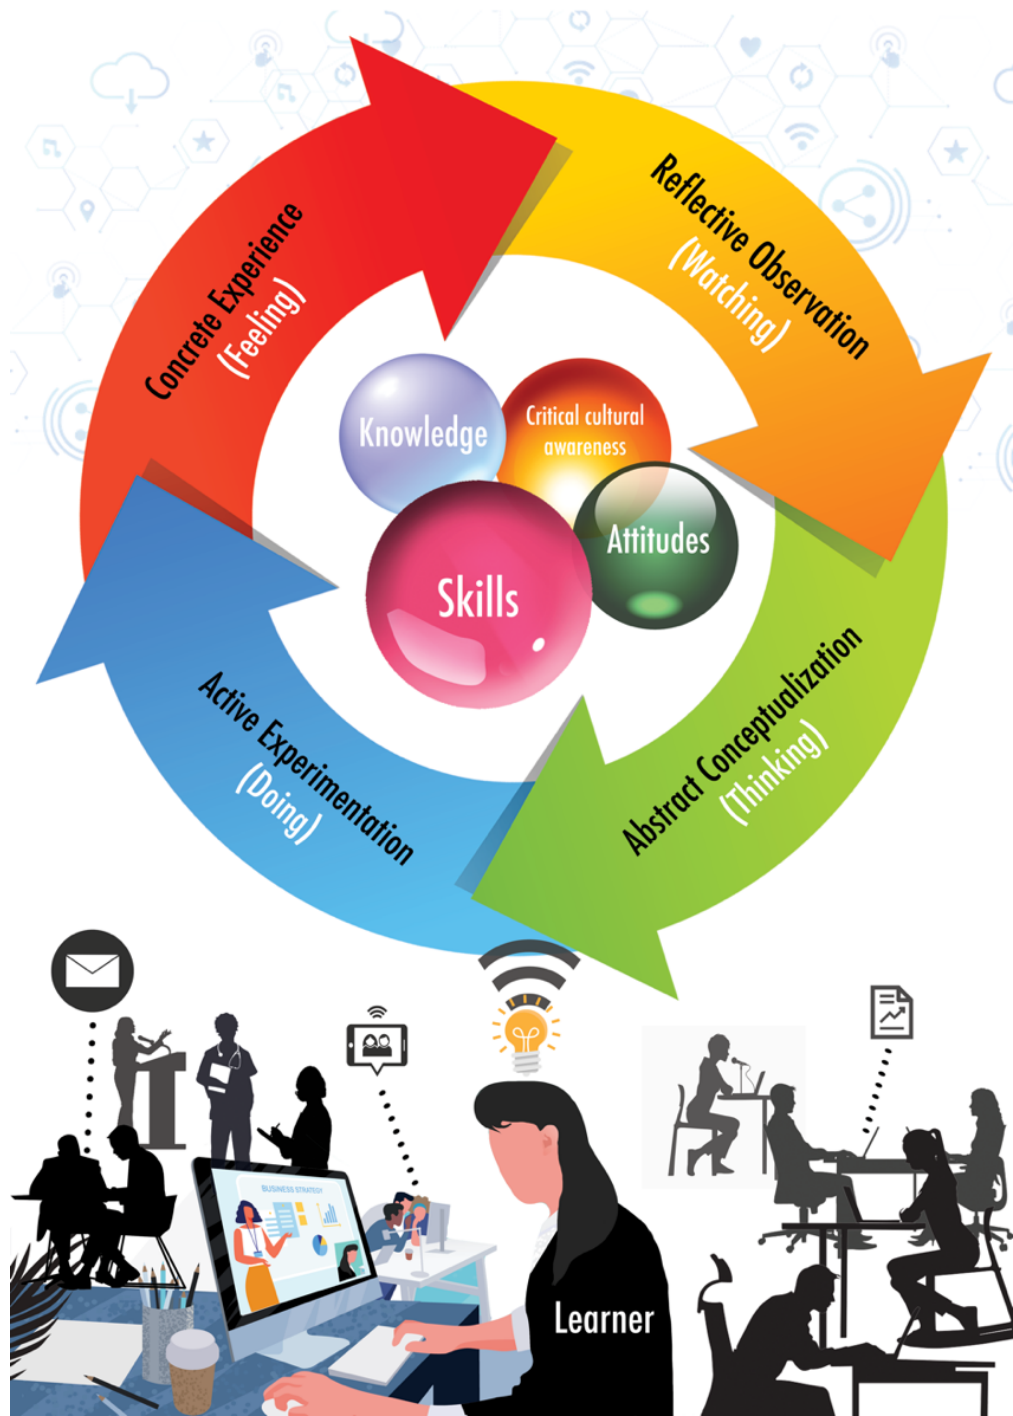 Concrete Experience
(Feeling)
Reflective Observation
(Watching)
Knowledge
Critical cultural
awareness
Attitudes
Skills
Abstract Conceptualization
(Thinking)
Active Experimentation
(Doing)
BUSINESS STRATEGY
Learner